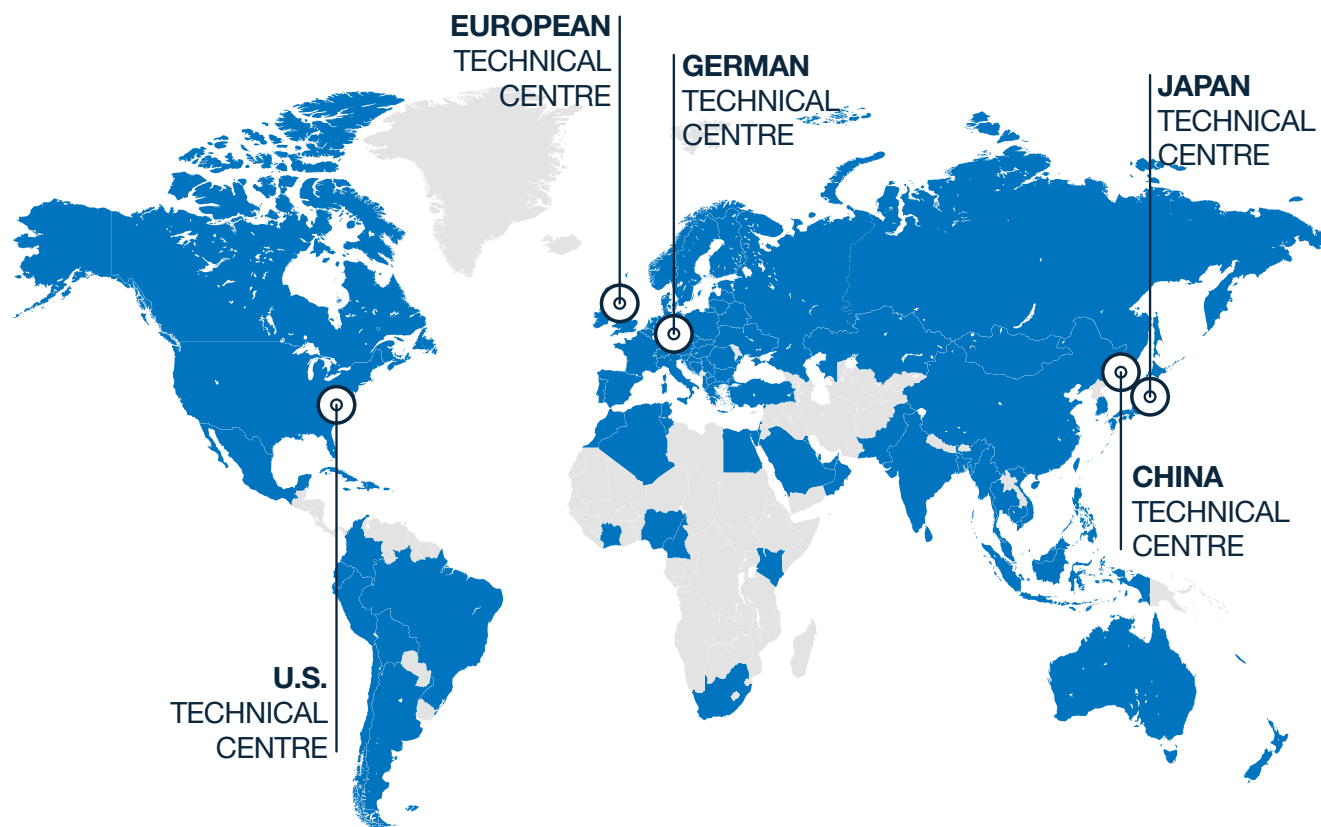 EUROPEAN
TECHNICAL
CENTRE
GERMAN
TECHNICAL
CENTRE
JAPAN
TECHNICAL
CENTRE
CHINA
TECHNICAL
CENTRE
U.S.
TECHNICAL
CENTRE